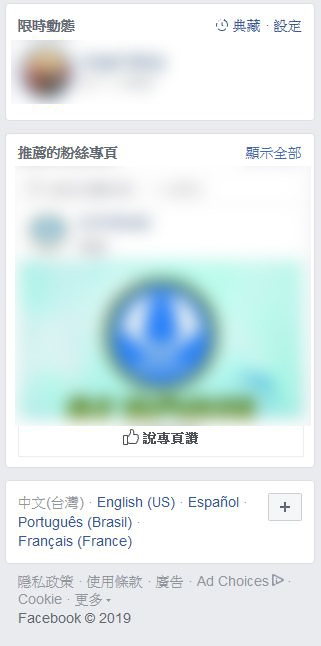 限時動態 典藏 · 設定
推薦的粉絲專頁 顯示全部
說專頁讚
中文(台灣) · English (US) · Español ·
Português (Brasil) ·
Français (France)
+
隱私政策 · 使用條款 · 廣告 · Ad Choices ·
Cookie · 更多
Facebook © 2019